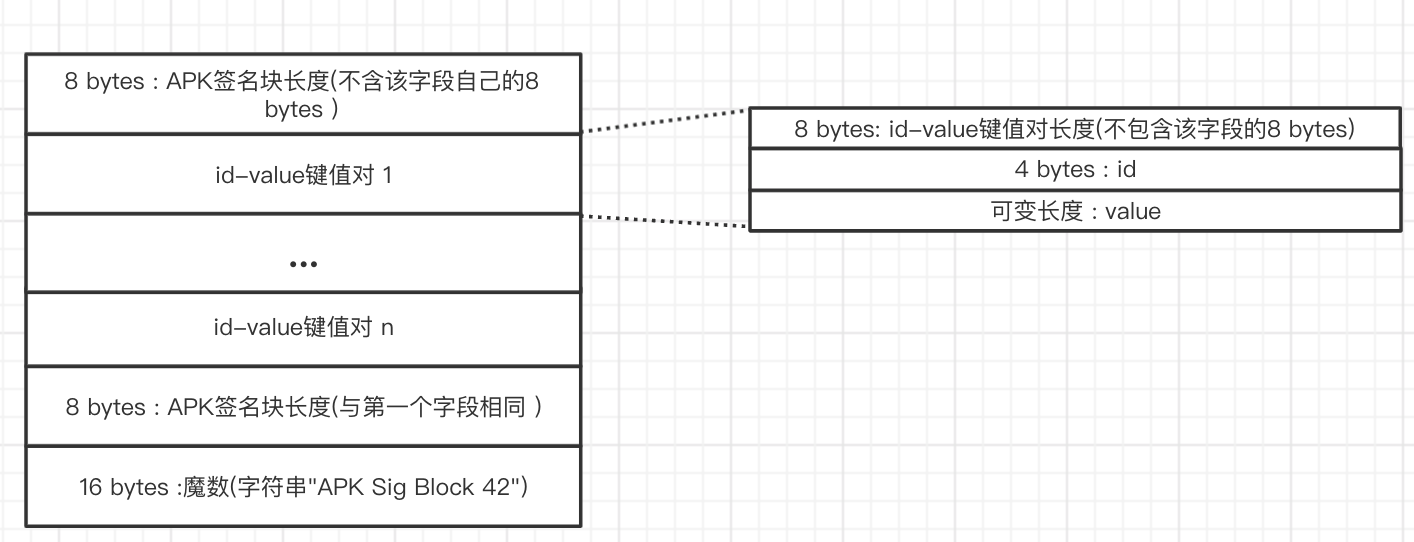 8 bytes : APK签名块长度(不含该字段自己的8
bytes )
id-value键值对 1
...
id-value键值对 n
8 bytes : APK签名块长度(与第一个字段相同 )
16 bytes :魔数(字符串"APK Sig Block 42")
8 bytes: id-value键值对长度(不包含该字段的8 bytes)
4 bytes : id
可变长度 : value